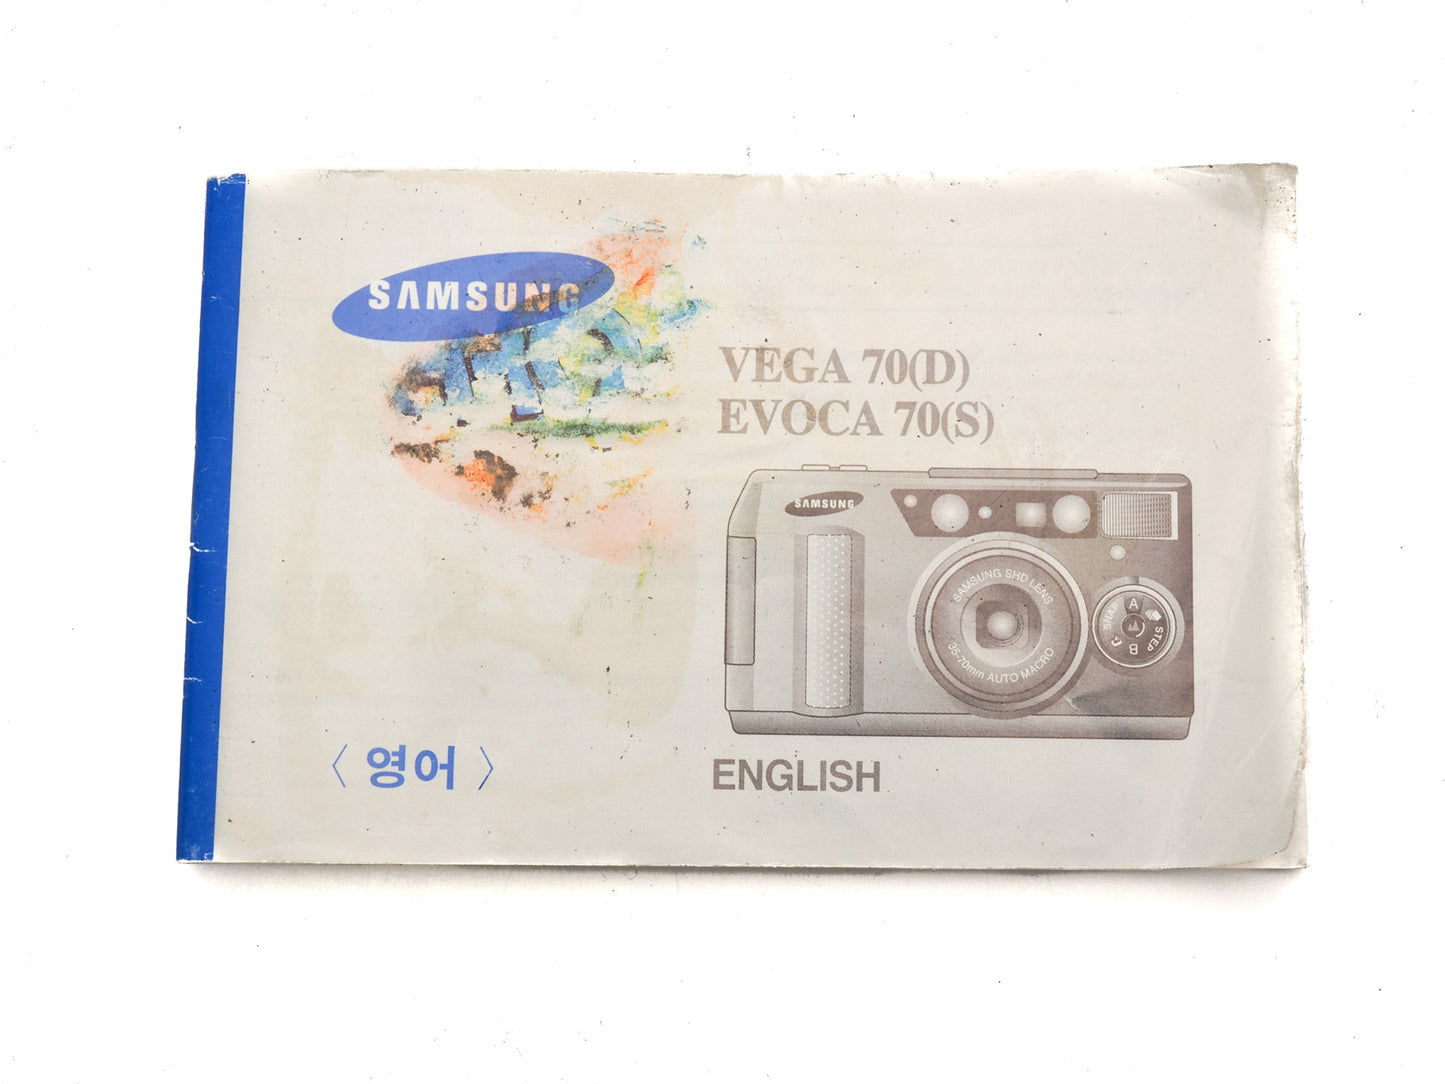 SAMSUNG
VEGA 70(D)
EVOCA 70(S)
SAMSUNG
SAMSUNG SHD LENS
35-70mm AUTO MACRO
SNAP A STEP B
〈 영어 〉
ENGLISH